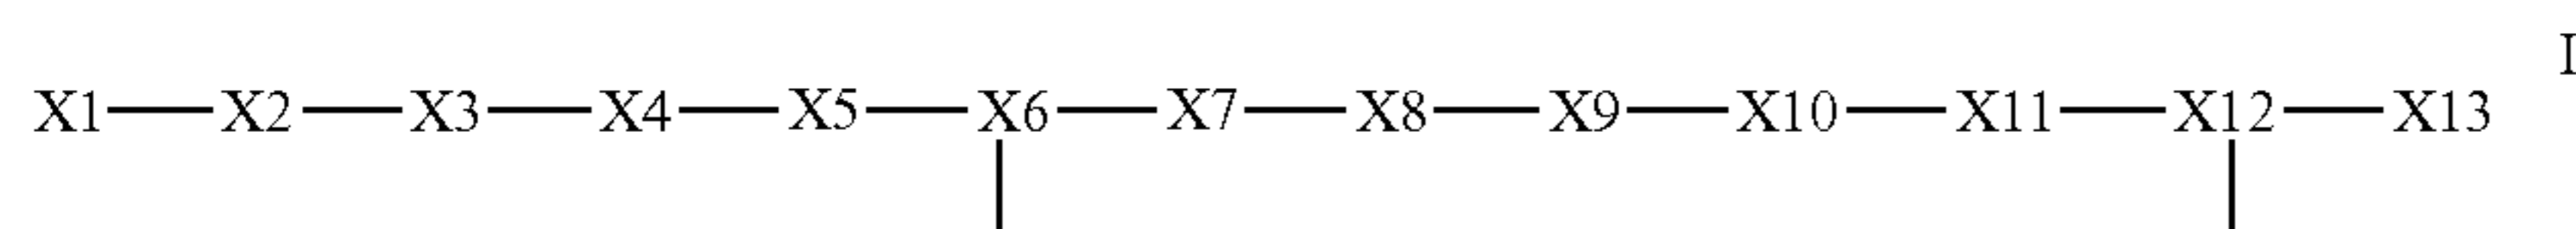 I
X1—X2—X3—X4—X5—X6—X7—X8—X9—X10—X11—X12—X13